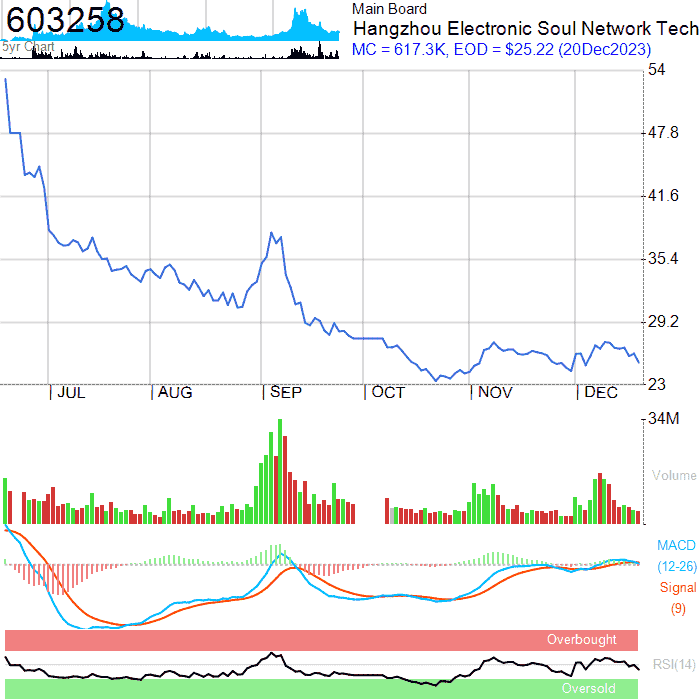 603258
5yr Chart
Main Board
Hangzhou Electronic Soul Network Tech
MC = 617.3K, EOD = $25.22 (20Dec2023)
54
47.8
41.6
35.4
29.2
23
JUL
AUG
SEP
OCT
NOV
DEC
34M
Volume
MACD
(12-26)
Signal
(9)
Overbought
RSI(14)
Oversold